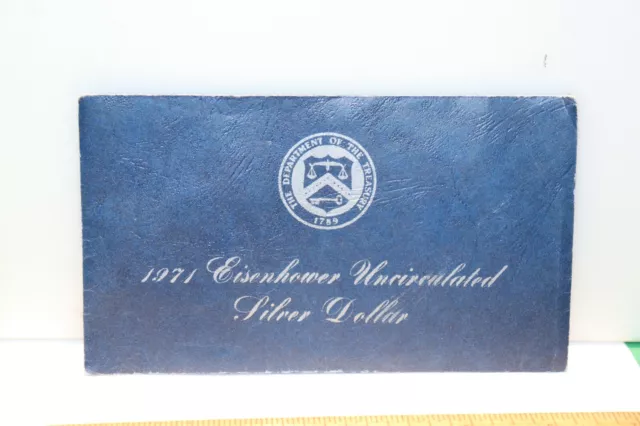 THE DEPARTMENT OF THE TREASURY
1789
1971 Eisenhower Uncirculated
Silver Dollar